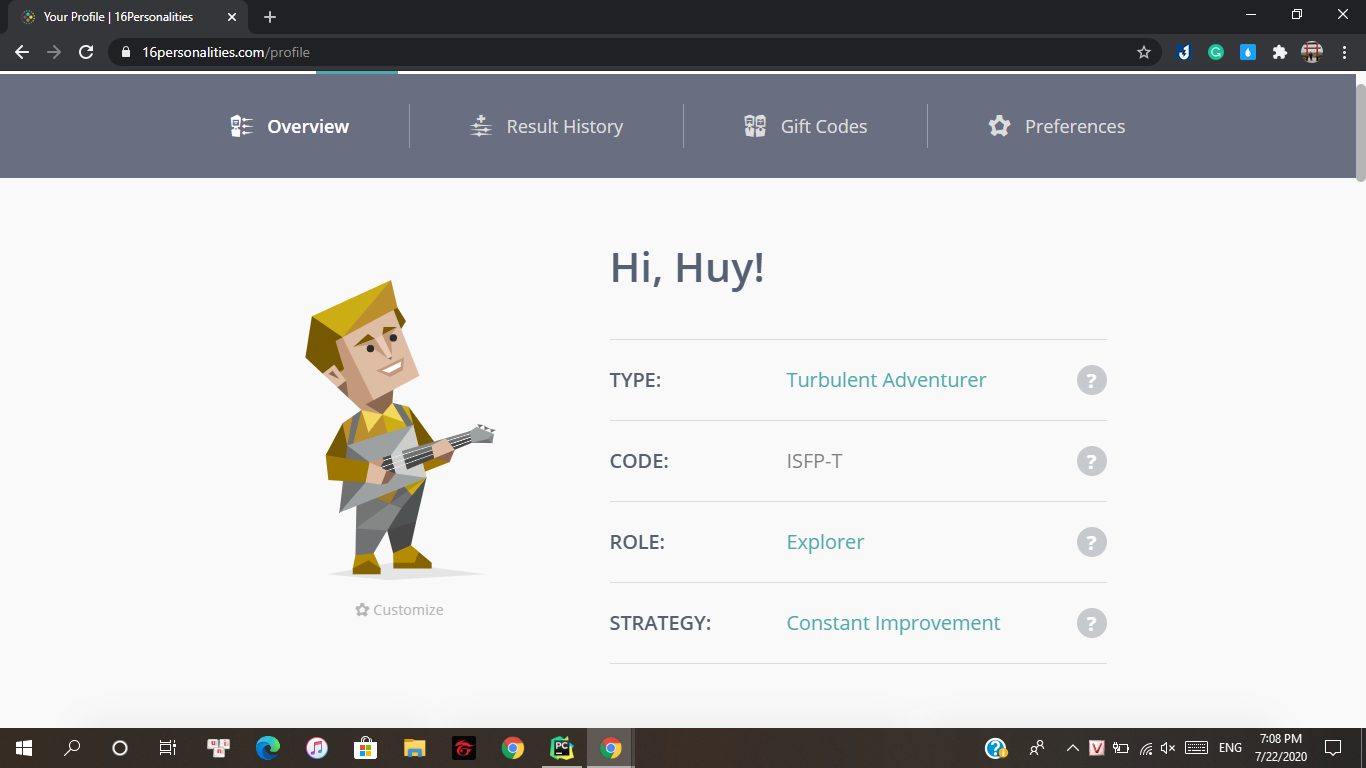 Your Profile | 16Personalities
16personalities.com/profile
Overview
Result History
Gift Codes
Preferences
Hi, Huy!
TYPE: Turbulent Adventurer ?
CODE: ISFP-T ?
ROLE: Explorer ?
STRATEGY: Constant Improvement ?
Customize
PC
V
ENG
7:08 PM
7/22/2020